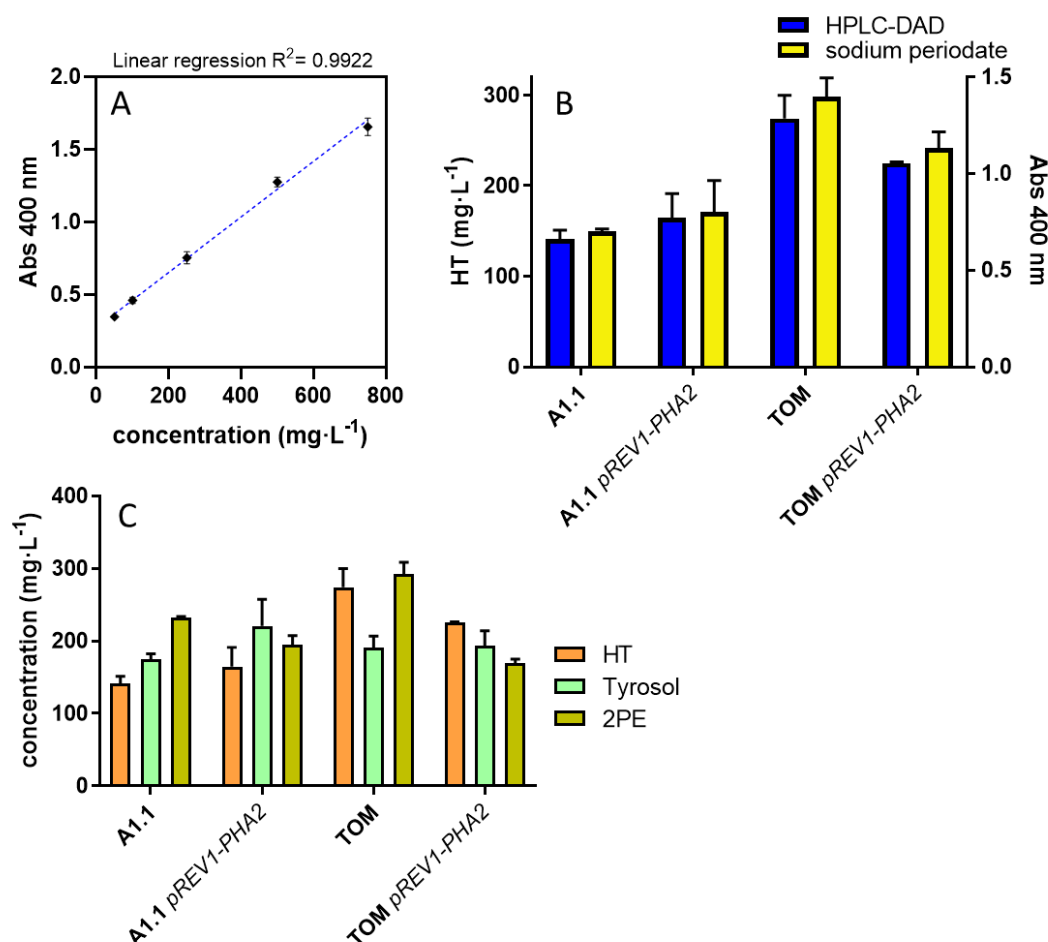 Linear regression R²= 0.9922
A
2.0
1.5
1.0
0.5
0.0
Abs 400 nm
0 200 400 600 800
concentration (mg·L⁻¹)
HPLC-DAD
sodium periodate
B
300
200
100
0
HT (mg·L⁻¹)
1.5
1.0
0.5
0.0
Abs 400 nm
A1.1
A1.1 pREV1-PHA2
TOM
TOM pREV1-PHA2
C
400
300
200
100
0
concentration (mg·L⁻¹)
HT
Tyrosol
2PE
A1.1
A1.1 pREV1-PHA2
TOM
TOM pREV1-PHA2